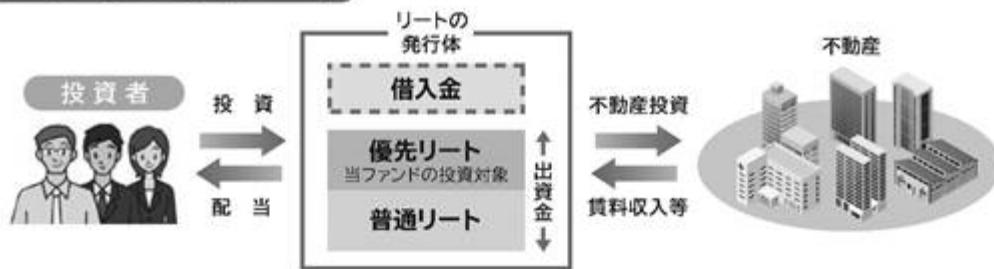 リートの
発行体
不動産
投資者
投 資
借入金
不動産投資
優先リート
当ファンドの投資対象
出資金
配 当
普通リート
賃料収入等